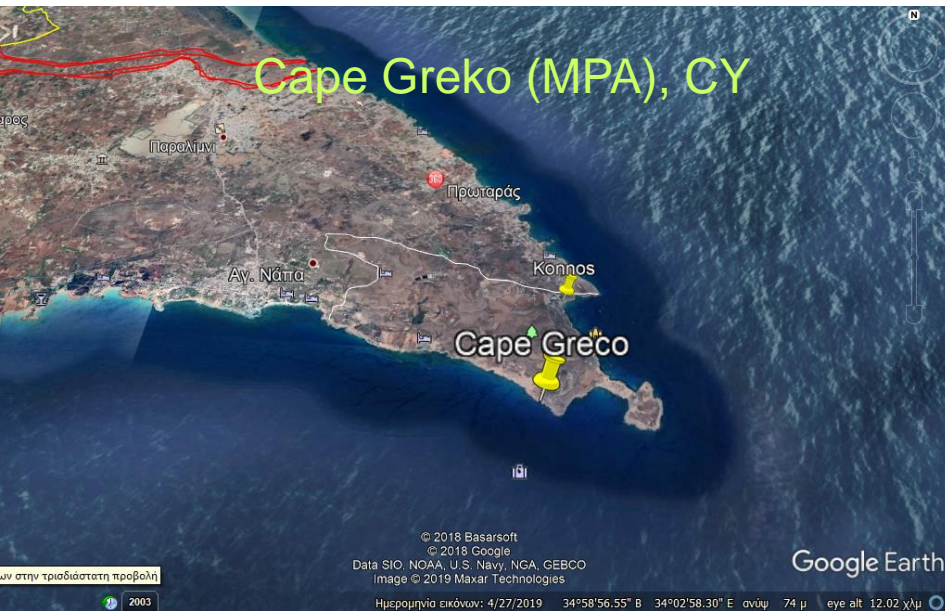 N
Cape Greko (MPA), CY
ρος
Παραλίμνι
360
Πρωταράς
Αγ. Νάπα
Konnos
Cape Greco
© 2018 Basarsoft
© 2018 Google
Data SIO, NOAA, U.S. Navy, NGA, GEBCO
Image © 2019 Maxar Technologies
Google Earth
ων στην τρισδιάστατη προβολή
2003
Ημερομηνία εικόνων: 4/27/2019 34°58'56.55" Β 34°02'58.30" Ε ανύψ 74 μ eye alt 12.02 χλμ